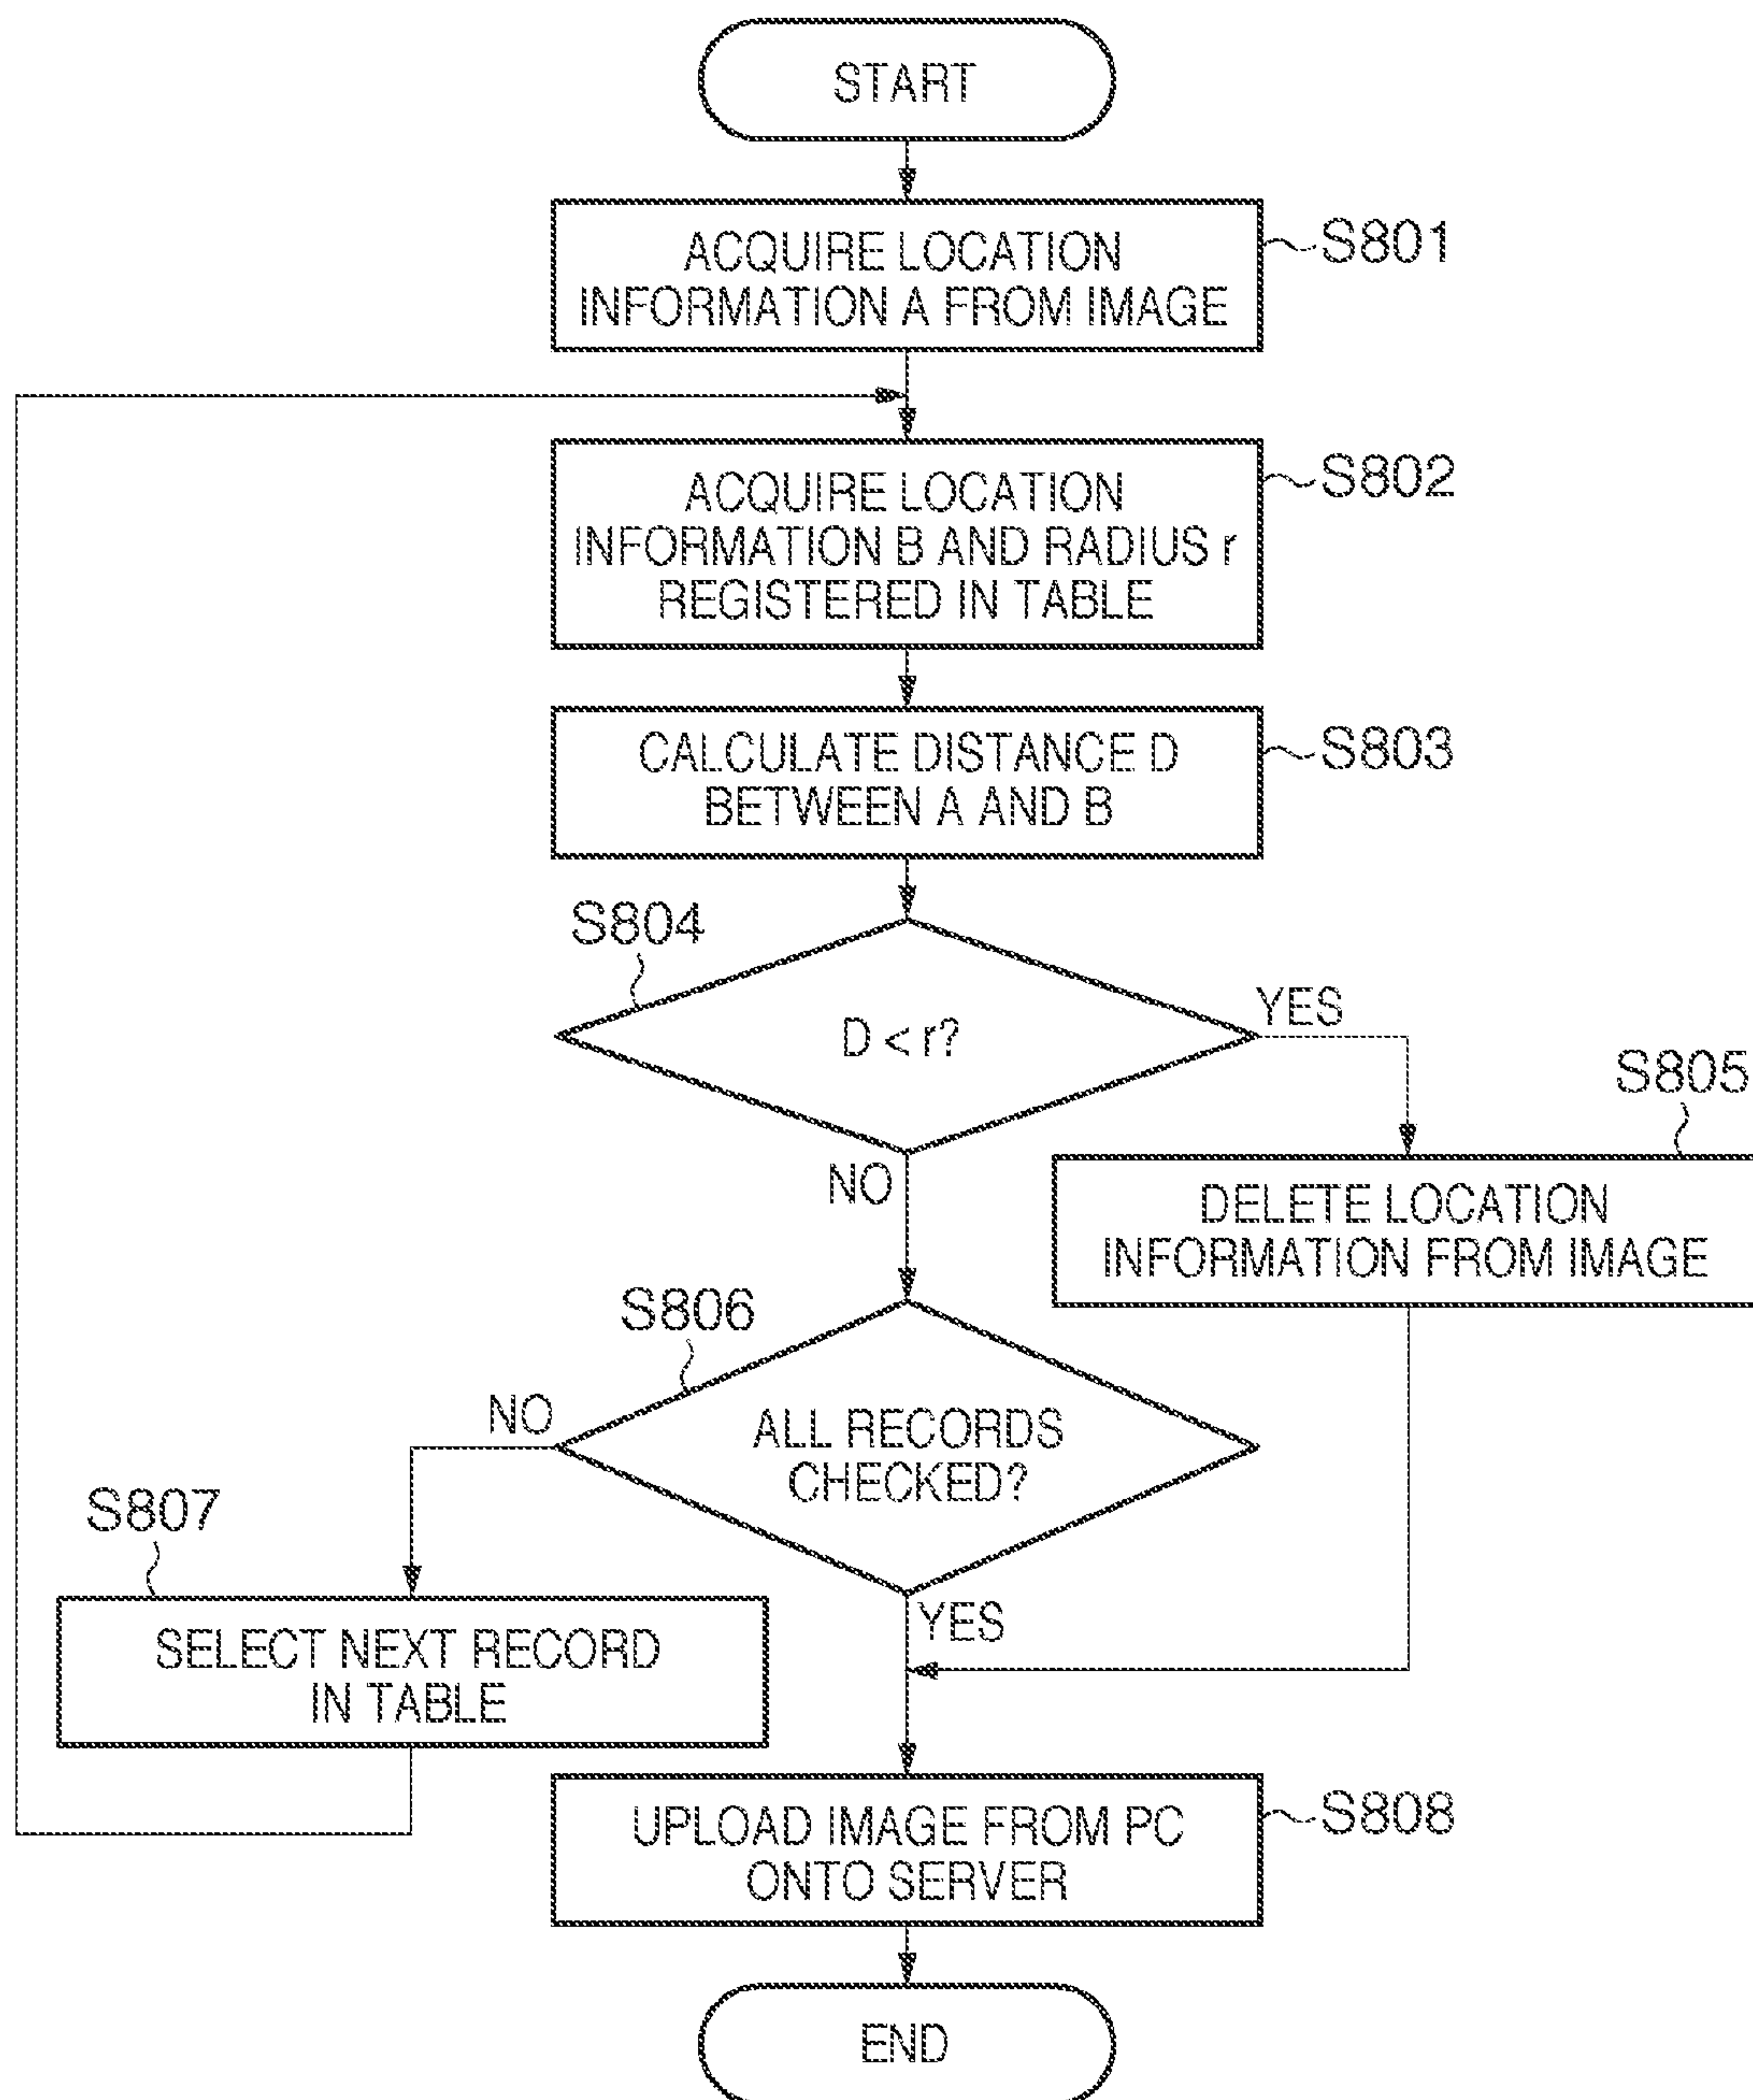 START
ACQUIRE LOCATION
INFORMATION A FROM IMAGE
S801
ACQUIRE LOCATION
INFORMATION B AND RADIUS r
REGISTERED IN TABLE
S802
CALCULATE DISTANCE D
BETWEEN A AND B
S803
S804
D < r?
YES
NO
S805
DELETE LOCATION
INFORMATION FROM IMAGE
S806
ALL RECORDS
CHECKED?
NO
YES
S807
SELECT NEXT RECORD
IN TABLE
UPLOAD IMAGE FROM PC
ONTO SERVER
S808
END